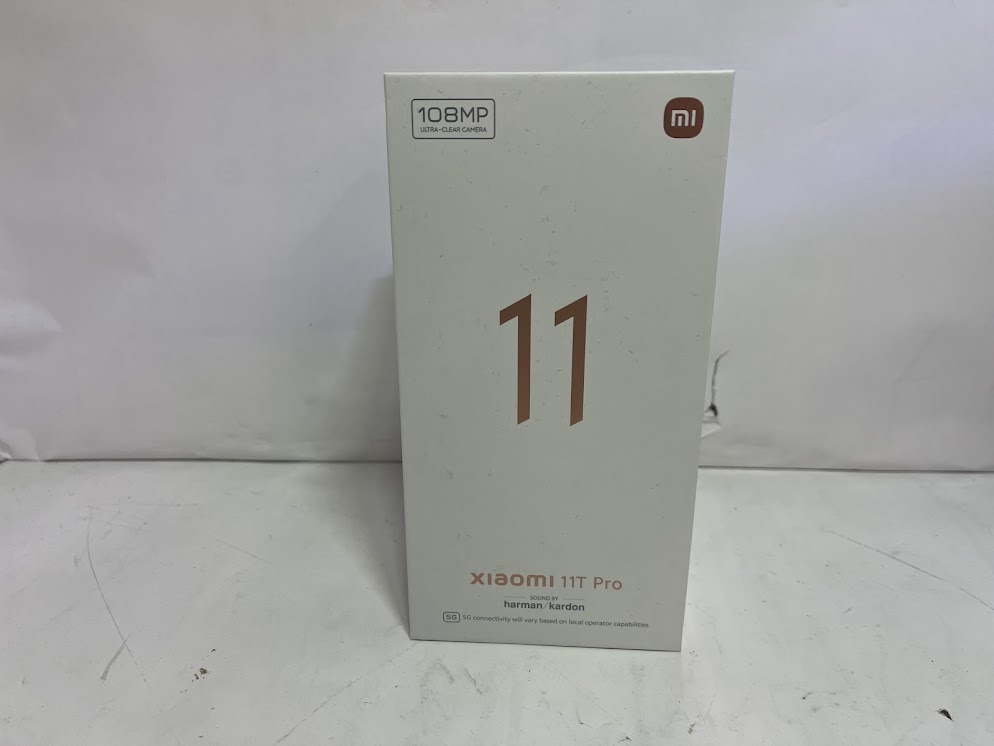 108MP
ULTRA-CLEAR CAMERA
mi
11
xiaomi 11T Pro
SOUND BY
harman/kardon
5G 5G connectivity will vary based on local operator capabilities